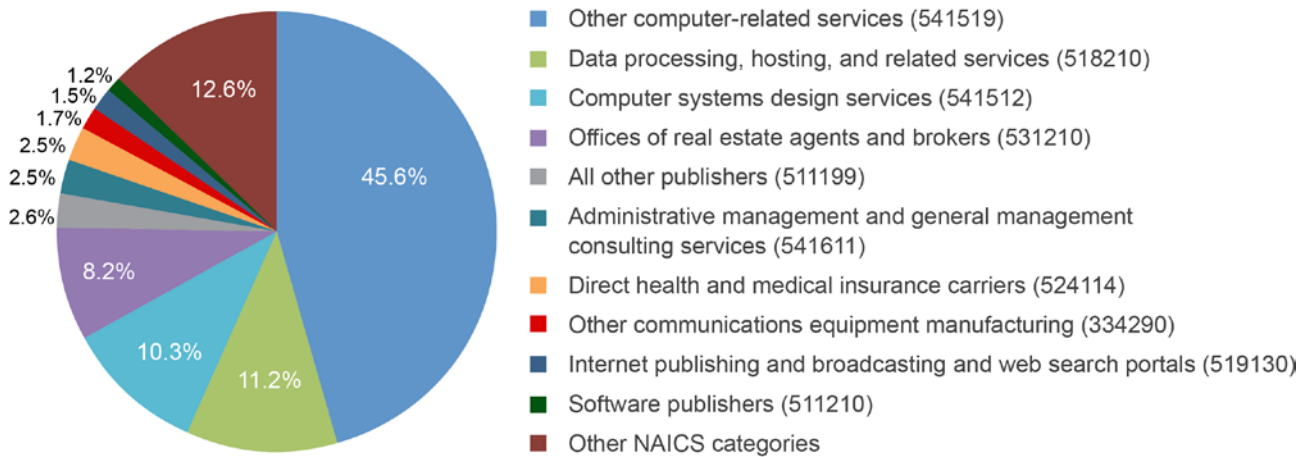 45.6%
11.2%
10.3%
8.2%
2.6%
2.5%
2.5%
1.7%
1.5%
1.2%
12.6%
Other computer-related services (541519)
Data processing, hosting, and related services (518210)
Computer systems design services (541512)
Offices of real estate agents and brokers (531210)
All other publishers (511199)
Administrative management and general management
consulting services (541611)
Direct health and medical insurance carriers (524114)
Other communications equipment manufacturing (334290)
Internet publishing and broadcasting and web search portals (519130)
Software publishers (511210)
Other NAICS categories